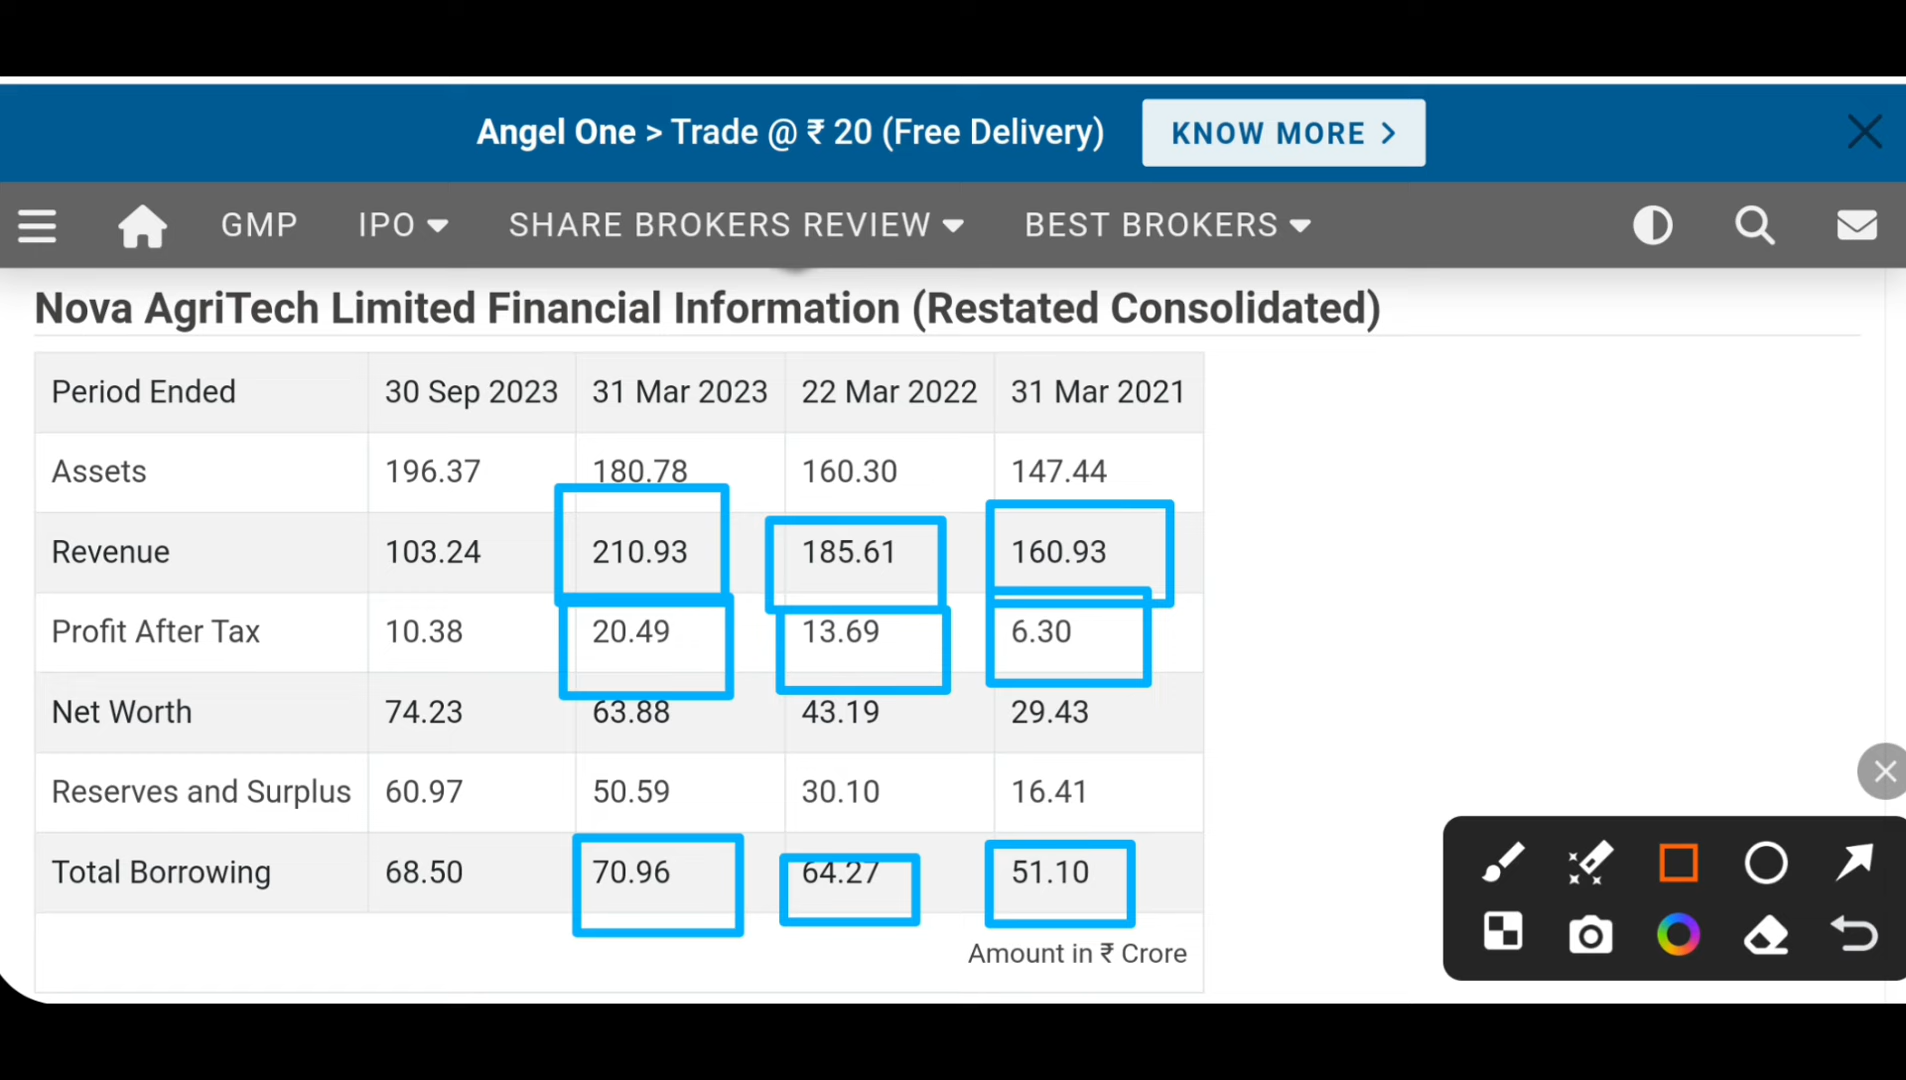 Angel One > Trade @ ₹ 20 (Free Delivery) KNOW MORE >
GMP IPO SHARE BROKERS REVIEW BEST BROKERS
Nova AgriTech Limited Financial Information (Restated Consolidated)
Period Ended 30 Sep 2023 31 Mar 2023 22 Mar 2022 31 Mar 2021
Assets 196.37 180.78 160.30 147.44
Revenue 103.24 210.93 185.61 160.93
Profit After Tax 10.38 20.49 13.69 6.30
Net Worth 74.23 63.88 43.19 29.43
Reserves and Surplus 60.97 50.59 30.10 16.41
Total Borrowing 68.50 70.96 64.27 51.10
Amount in ₹ Crore